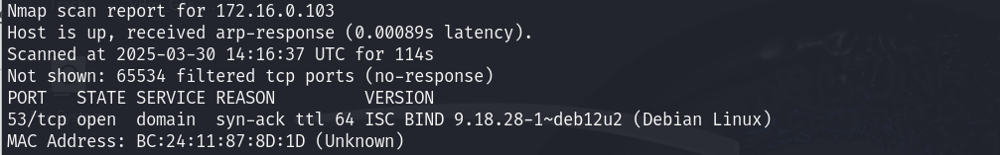 Nmap scan report for 172.16.0.103
Host is up, received arp-response (0.00089s latency).
Scanned at 2025-03-30 14:16:37 UTC for 114s
Not shown: 65534 filtered tcp ports (no-response)
PORT   STATE SERVICE REASON         VERSION
53/tcp open  domain  syn-ack ttl 64 ISC BIND 9.18.28-1~deb12u2 (Debian Linux)
MAC Address: BC:24:11:87:8D:1D (Unknown)